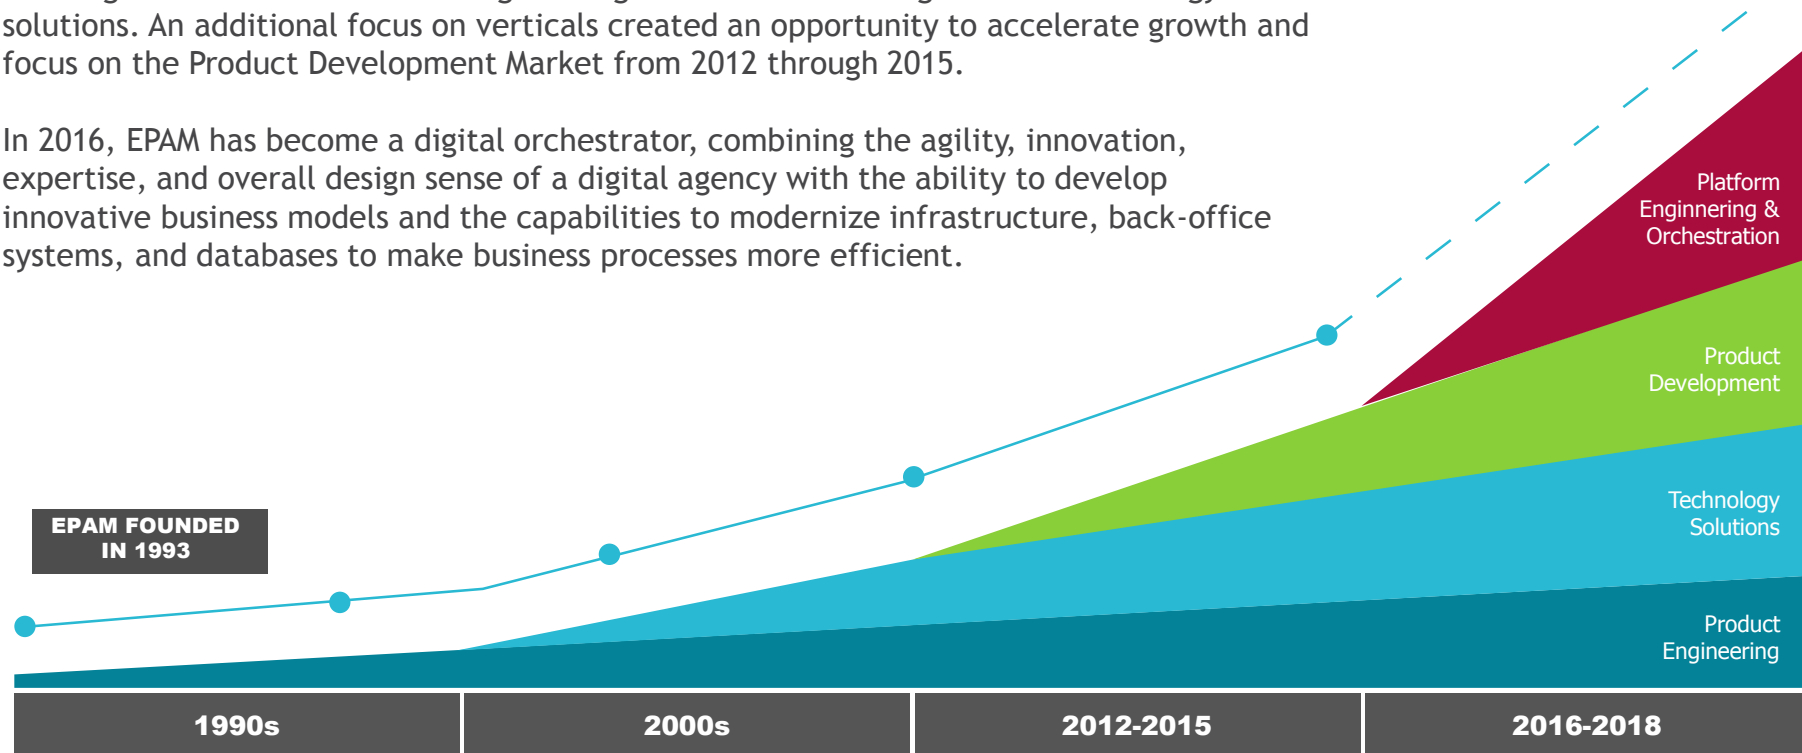 solutions. An additional focus on verticals created an opportunity to accelerate growth and
focus on the Product Development Market from 2012 through 2015.
In 2016, EPAM has become a digital orchestrator, combining the agility, innovation,
expertise, and overall design sense of a digital agency with the ability to develop
innovative business models and the capabilities to modernize infrastructure, back-office
systems, and databases to make business processes more efficient.
Platform
Enginnering &
Orchestration
Product
Development
Technology
Solutions
EPAM FOUNDED
IN 1993
Product
Engineering
1990s
2000s
2012-2015
2016-2018